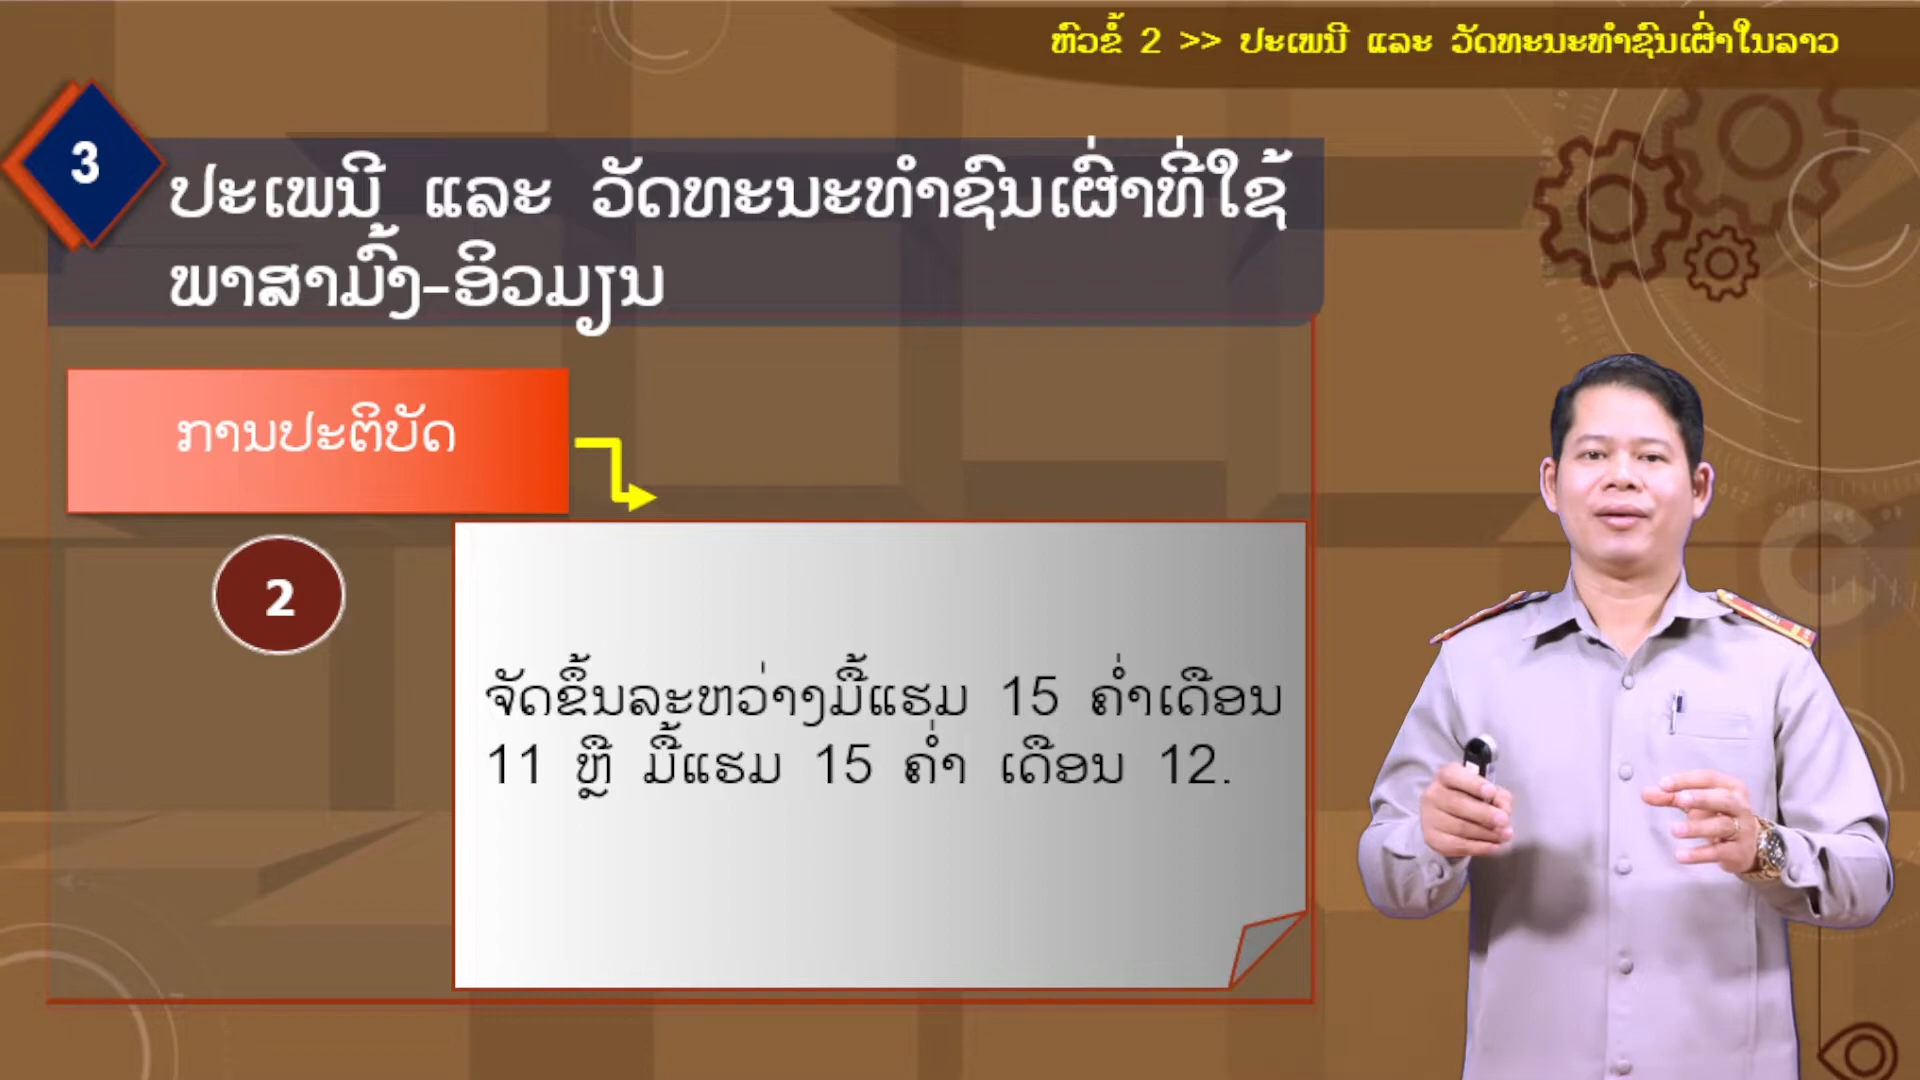 ຫົວຂໍ້ 2 >> ປະເພນີ ແລະ ວັດທະນະທຳຊົນເຜົ່າໃນລາວ
3
ປະເພນີ ແລະ ວັດທະນະທຳຊົນເຜົ່າທີ່ໃຊ້
ພາສາມົ້ງ-ອິວມຽນ
ການປະຕິບັດ
2
ຈັດຂຶ້ນລະຫວ່າງມື້ແຮມ 15 ຄ່ຳເດືອນ
11 ຫຼື ມື້ແຮມ 15 ຄ່ຳ ເດືອນ 12.